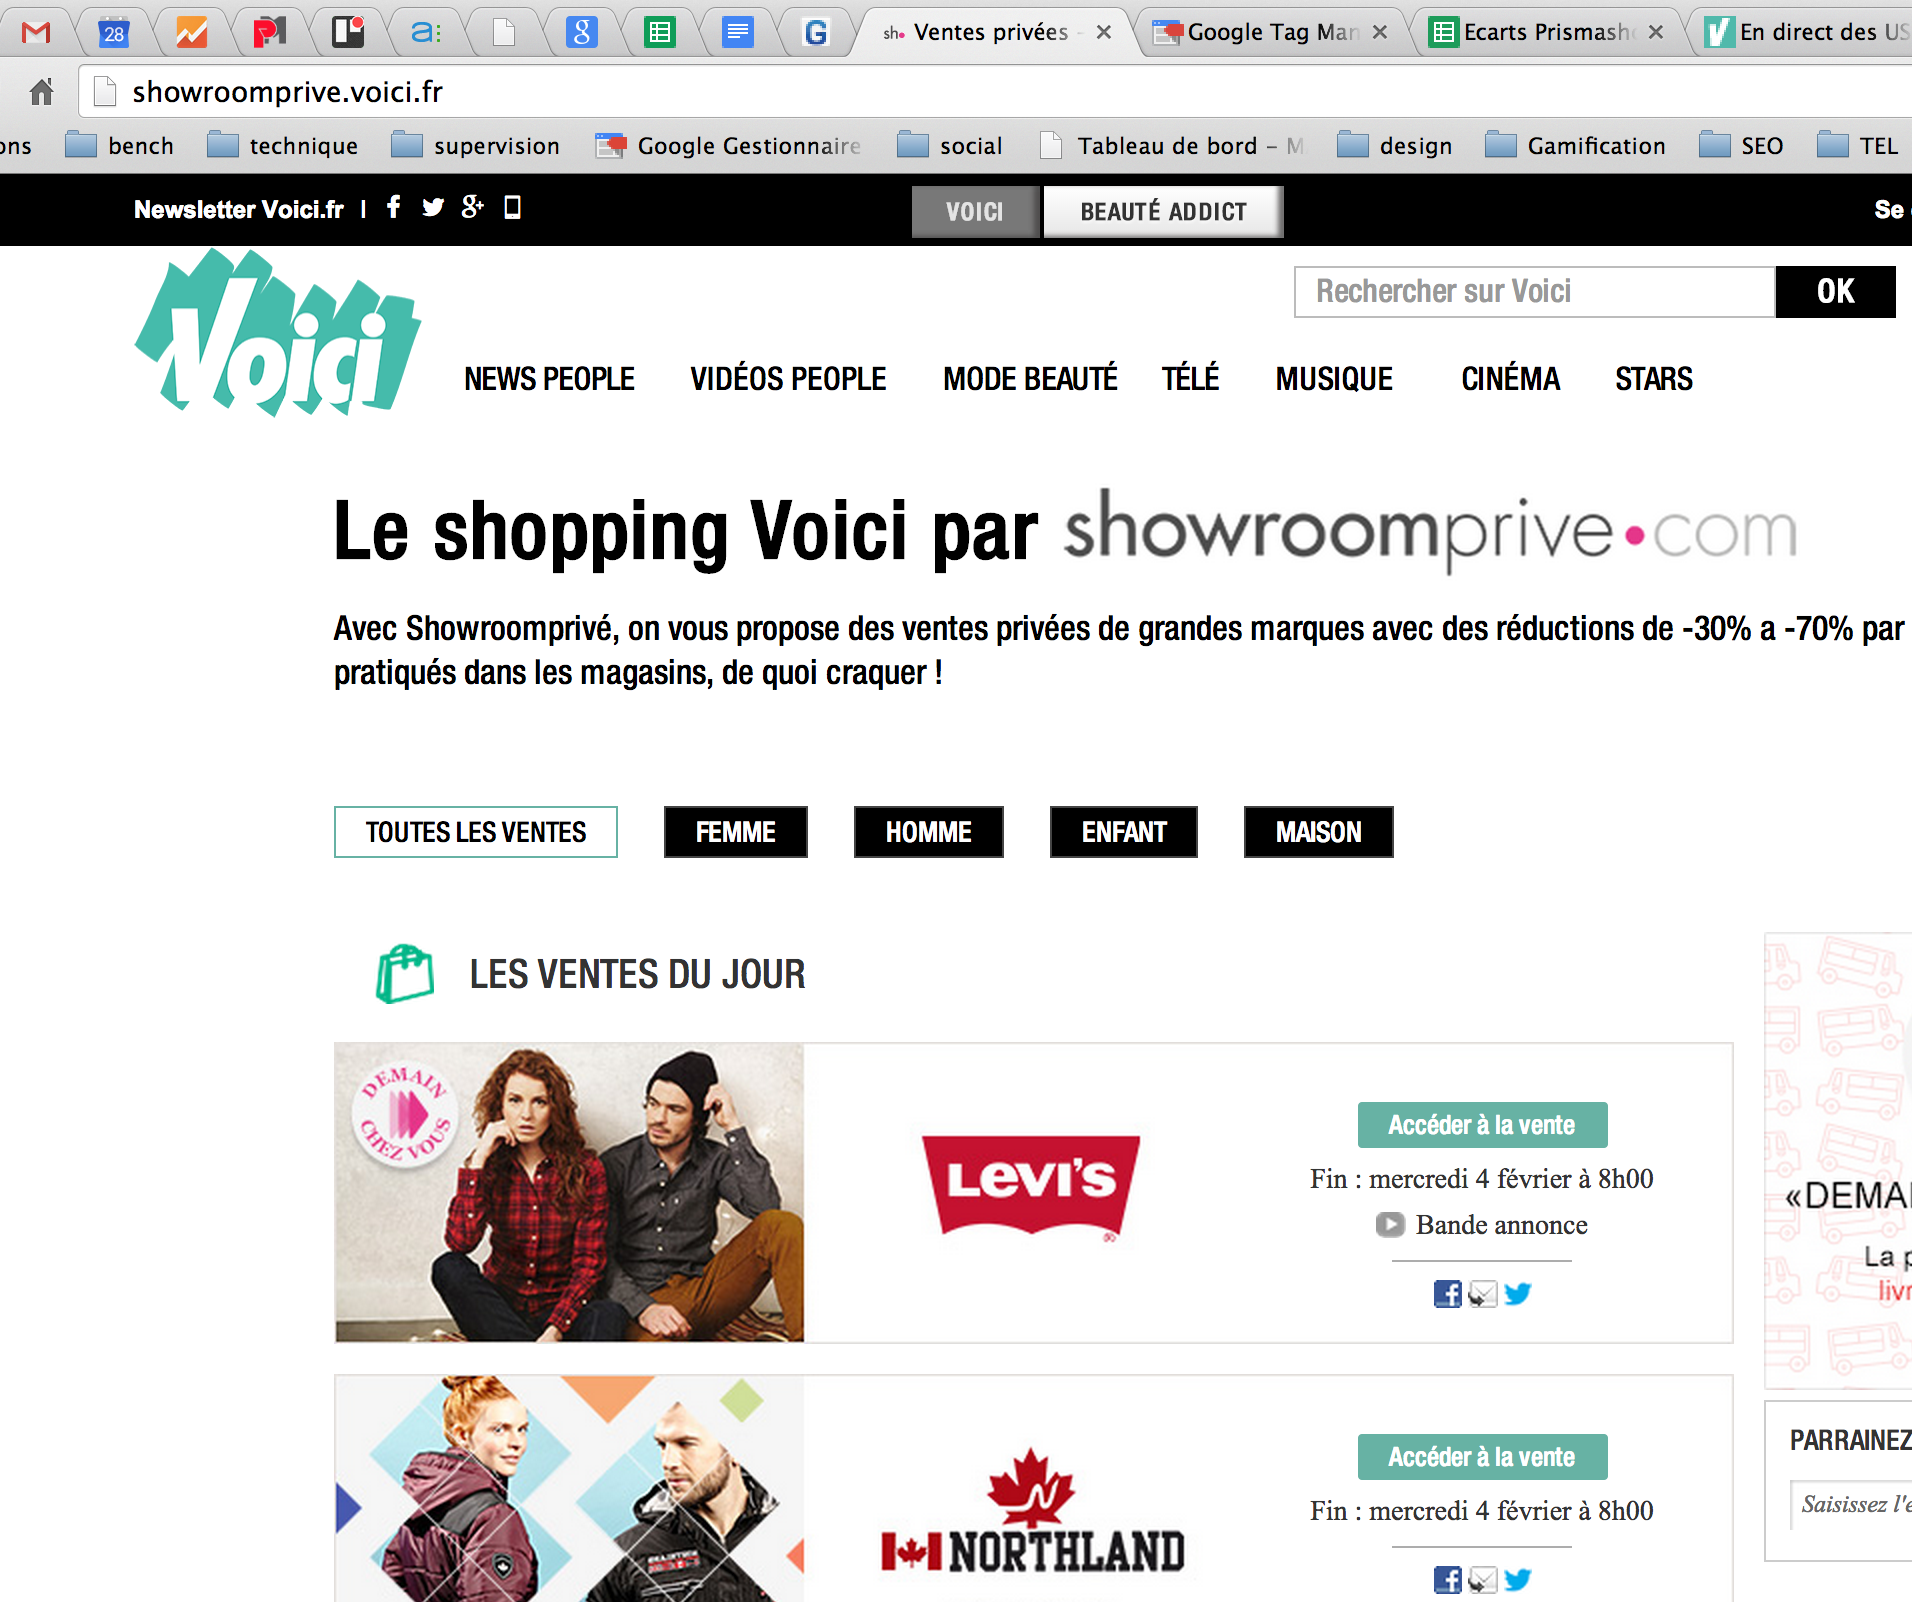 28
sh• Ventes privées -
Google Tag Man
Ecarts Prismash
En direct des US
showroomprive.voici.fr
ons
bench
technique
supervision
Google Gestionnaire
social
Tableau de bord – M
design
Gamification
SEO
TEL
Newsletter Voici.fr |
VOICI
BEAUTÉ ADDICT
Se
Voici
Rechercher sur Voici
OK
NEWS PEOPLE
VIDÉOS PEOPLE
MODE BEAUTÉ
TÉLÉ
MUSIQUE
CINÉMA
STARS
Le shopping Voici par showroomprive•com
Avec Showroomprivé, on vous propose des ventes privées de grandes marques avec des réductions de -30% a -70% par
pratiqués dans les magasins, de quoi craquer !
TOUTES LES VENTES
FEMME
HOMME
ENFANT
MAISON
LES VENTES DU JOUR
DEMAIN
CHEZ VOUS
LEVI'S
®
Accéder à la vente
Fin : mercredi 4 février à 8h00
Bande annonce
«DEMA
La p
livr
NORTHLAND
Accéder à la vente
Fin : mercredi 4 février à 8h00
PARRAINEZ
Saisissez l'e